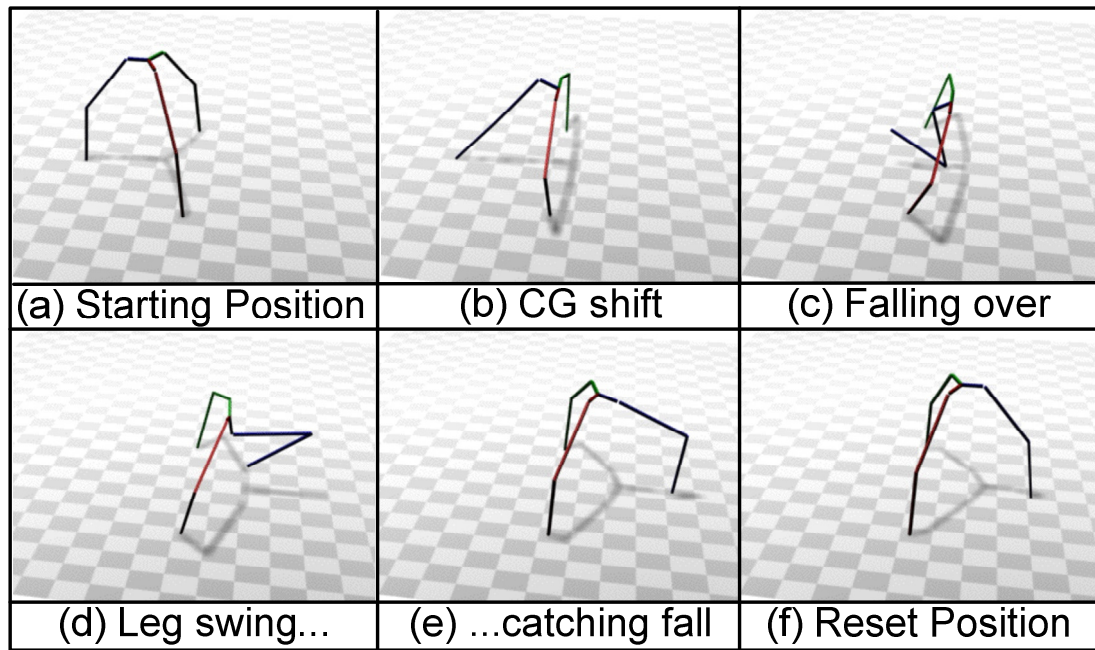 (a) Starting Position
(b) CG shift
(c) Falling over
(d) Leg swing...
(e) ...catching fall
(f) Reset Position